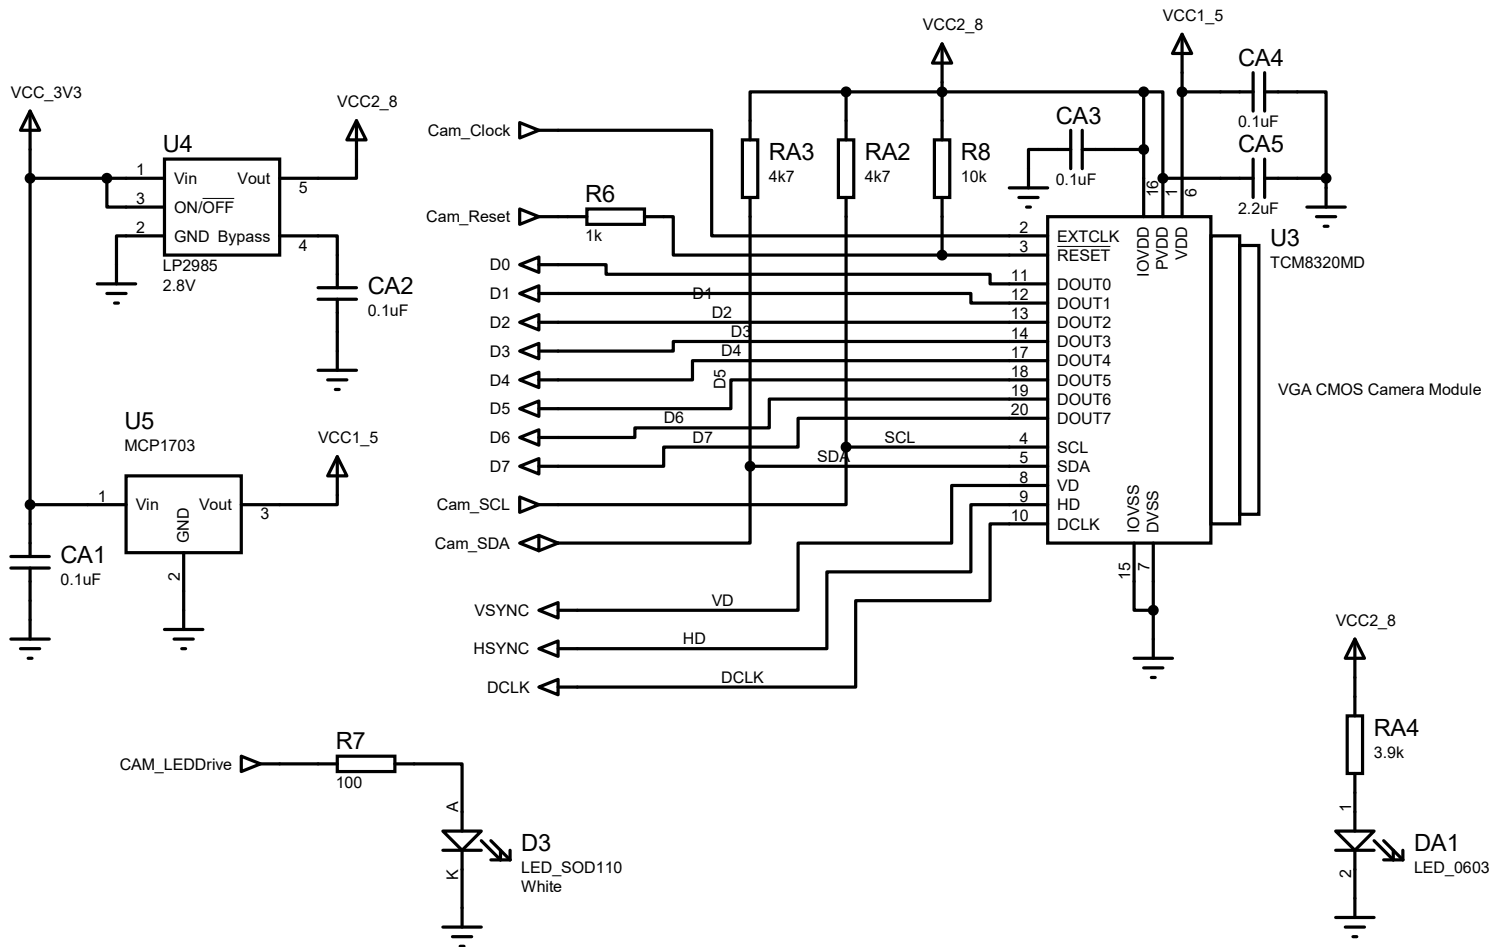 VCC_3V3
U4
VCC2_8
1
Vin
Vout
5
3
ON/OFF
2
GND
Bypass
4
LP2985
2.8V
CA2
0.1uF
U5
MCP1703
VCC1_5
1
Vin
Vout
3
GND
2
CA1
0.1uF
VCC2_8
VCC1_5
CA4
0.1uF
CA5
2.2uF
CA3
0.1uF
RA3
4k7
RA2
4k7
R8
10k
Cam_Clock
Cam_Reset
R6
1k
D0
D1
D1
D2
D2
D3
D3
D4
D4
D5
D5
D6
D6
D7
D7
SCL
SDA
Cam_SCL
Cam_SDA
VSYNC
VD
HSYNC
HD
DCLK
DCLK
16
1
6
IOVDD
PVDD
VDD
U3
TCM8320MD
2
EXTCLK
3
RESET
11
DOUT0
12
DOUT1
13
DOUT2
14
DOUT3
17
DOUT4
18
DOUT5
19
DOUT6
20
DOUT7
4
SCL
5
SDA
8
VD
9
HD
10
DCLK
IOVSS
DVSS
15
7
VGA CMOS Camera Module
CAM_LEDDrive
R7
100
A
D3
LED_SOD110
White
K
VCC2_8
RA4
3.9k
1
DA1
LED_0603
2